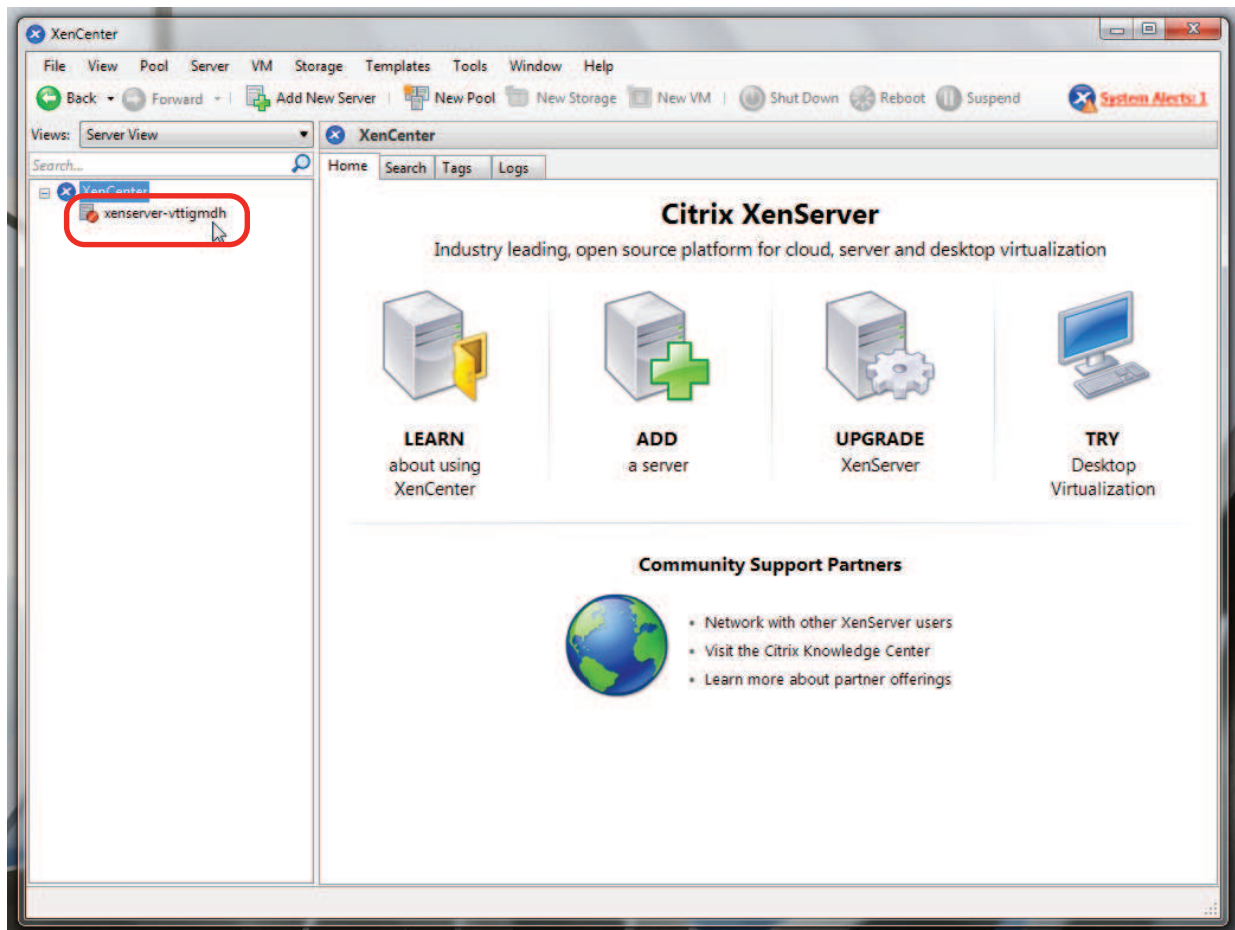 XenCenter
File View Pool Server VM Storage Templates Tools Window Help
Back Forward Add New Server New Pool New Storage New VM Shut Down Reboot Suspend System Alerts: 1
Views: Server View XenCenter
Search... Home Search Tags Logs
XenCenter
xenserver-vttigmdh
Citrix XenServer
Industry leading, open source platform for cloud, server and desktop virtualization
LEARN ADD UPGRADE TRY
about using a server XenServer Desktop
XenCenter Virtualization
Community Support Partners
• Network with other XenServer users
• Visit the Citrix Knowledge Center
• Learn more about partner offerings